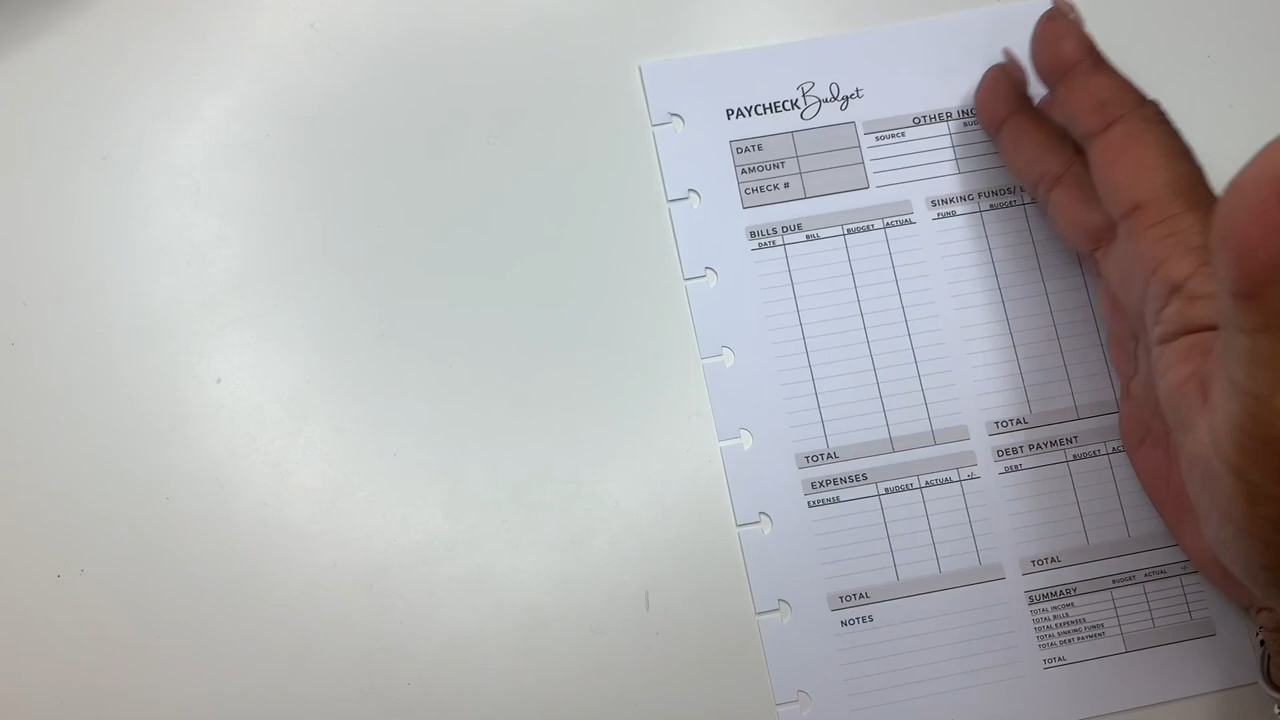 PAYCHECK Budget
DATE
AMOUNT
CHECK #
OTHER
SOURCE
BILLS DUE
DATE BILL BUDGET ACTUAL
TOTAL
SINKING FUNDS/
FUND BUDGET
TOTAL
EXPENSES
EXPENSE BUDGET ACTUAL +/-
TOTAL
DEBT PAYMENT
DEBT BUDGET
TOTAL
NOTES
SUMMARY BUDGET ACTUAL +/-
TOTAL INCOME
TOTAL BILLS
TOTAL EXPENSES
TOTAL SINKING FUNDS
TOTAL DEBT PAYMENT
TOTAL